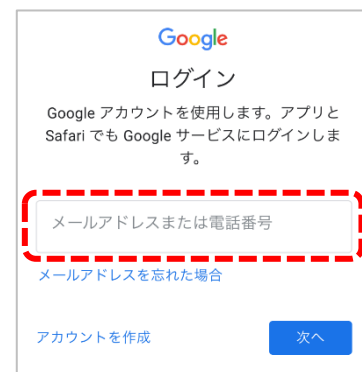 Google
ログイン
Google アカウントを使用します。アプリと
Safari でも Google サービスにログインしま
す。
メールアドレスまたは電話番号
メールアドレスを忘れた場合
アカウントを作成
次へ